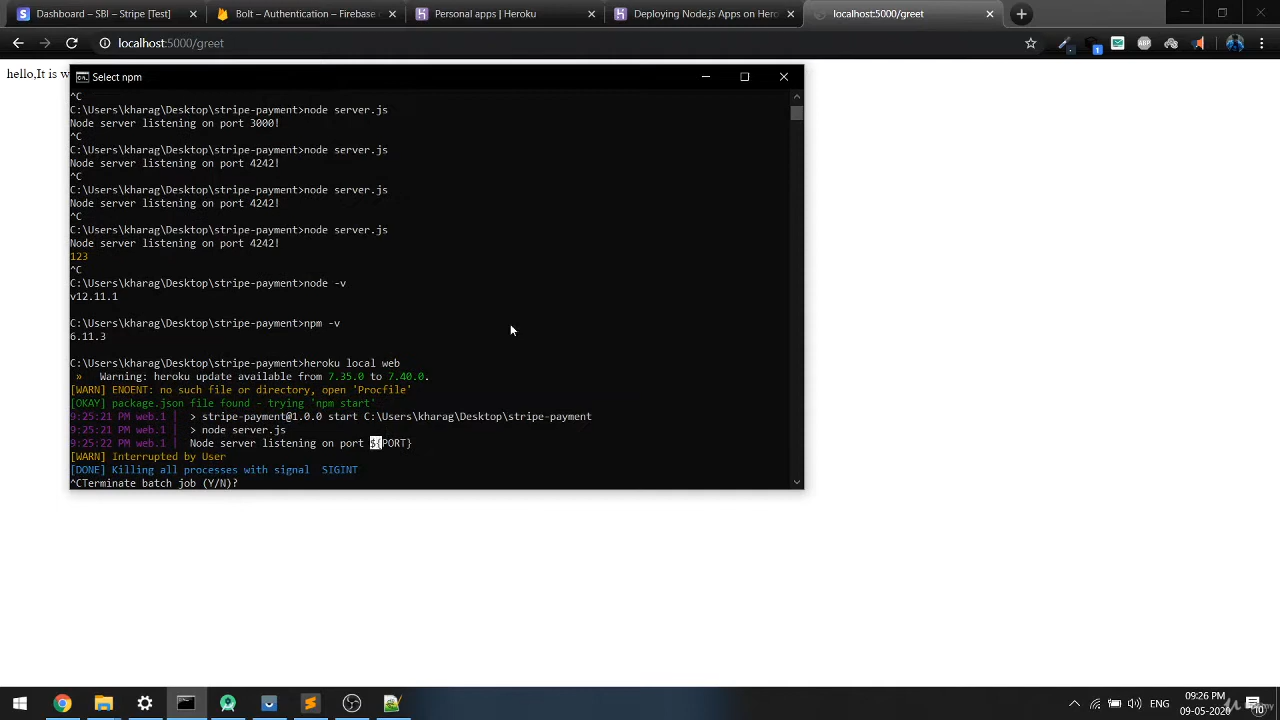 Dashboard – SBI – Stripe [Test]
Bolt – Authentication – Firebase c
Personal apps | Heroku
Deploying Node.js Apps on Hero
localhost:5000/greet
localhost:5000/greet
hello,It is w
Select npm
^C
C:\Users\kharag\Desktop\stripe-payment>node server.js
Node server listening on port 3000!
^C
C:\Users\kharag\Desktop\stripe-payment>node server.js
Node server listening on port 4242!
^C
C:\Users\kharag\Desktop\stripe-payment>node server.js
Node server listening on port 4242!
^C
C:\Users\kharag\Desktop\stripe-payment>node server.js
Node server listening on port 4242!
123
^C
C:\Users\kharag\Desktop\stripe-payment>node -v
v12.11.1
C:\Users\kharag\Desktop\stripe-payment>npm -v
6.11.3
C:\Users\kharag\Desktop\stripe-payment>heroku local web
» Warning: heroku update available from 7.35.0 to 7.40.0.
[WARN] ENOENT: no such file or directory, open 'Procfile'
[OKAY] package.json file found - trying 'npm start'
9:25:21 PM web.1 | > stripe-payment@1.0.0 start C:\Users\kharag\Desktop\stripe-payment
9:25:21 PM web.1 | > node server.js
9:25:22 PM web.1 | Node server listening on port ${PORT}
[WARN] Interrupted by User
[DONE] Killing all processes with signal SIGINT
^CTerminate batch job (Y/N)?
ENG
09:26 PM
09-05-2020